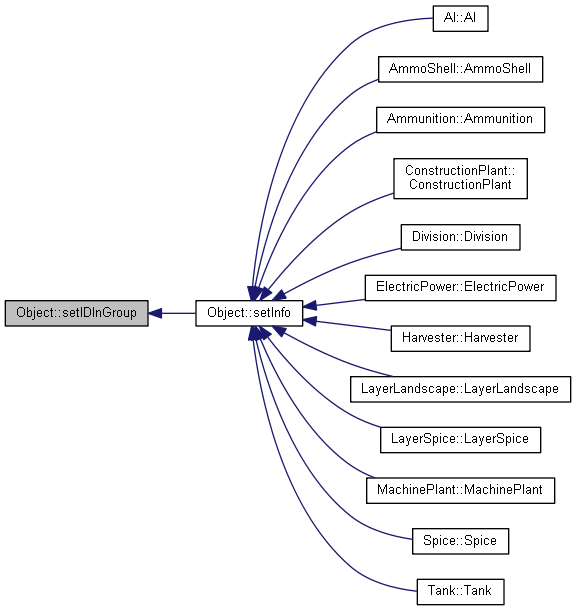 AI::AI
AmmoShell::AmmoShell
Ammunition::Ammunition
ConstructionPlant::
ConstructionPlant
Division::Division
ElectricPower::ElectricPower
Object::setIDInGroup
Object::setInfo
Harvester::Harvester
LayerLandscape::LayerLandscape
LayerSpice::LayerSpice
MachinePlant::MachinePlant
Spice::Spice
Tank::Tank